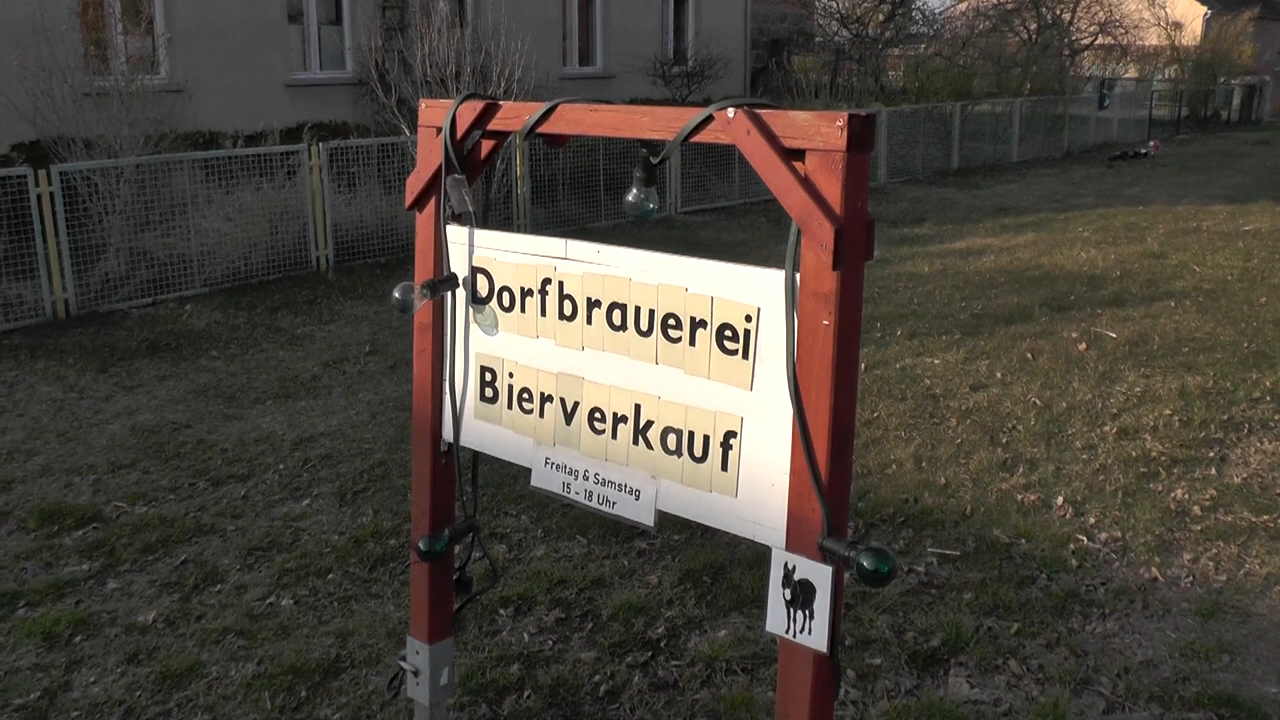 Dorfbrauerei
Bierverkauf
Freitag & Samstag
15 - 18 Uhr